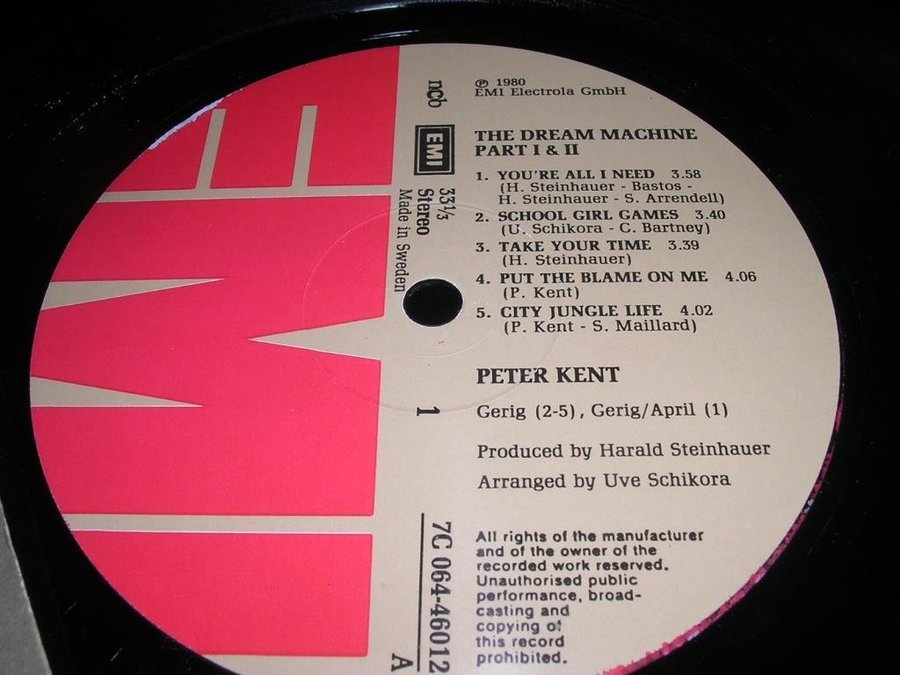 ℗ 1980
EMI Electrola GmbH
THE DREAM MACHINE
PART I & II
1. YOU'RE ALL I NEED 3.58
(H. Steinhauer - Bastos -
H. Steinhauer - S. Arrendell)
2. SCHOOL GIRL GAMES 3.40
(U. Schikora - C. Bartney)
3. TAKE YOUR TIME 3.39
(H. Steinhauer)
4. PUT THE BLAME ON ME 4.06
(P. Kent)
5. CITY JUNGLE LIFE 4.02
(P. Kent - S. Maillard)
PETER KENT
Gerig (2-5), Gerig/April (1)
Produced by Harald Steinhauer
Arranged by Uve Schikora
All rights of the manufacturer
and of the owner of the
recorded work reserved.
Unauthorised public
performance, broad-
casting and
copying of
this record
prohibited.
ncb
EMI
33 1/3
Stereo
Made in Sweden
1
7C 064-46012
A
EMI